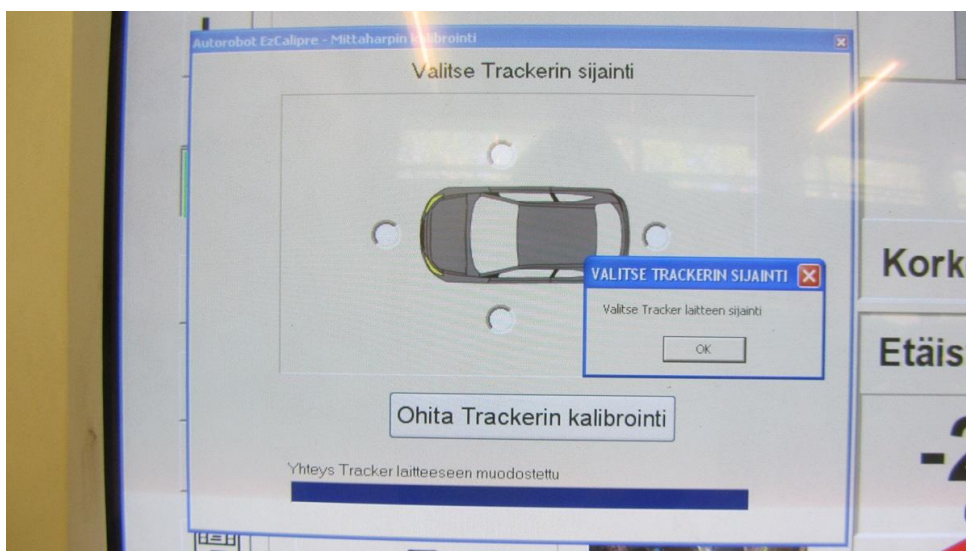 Autorobot EzCalipre - Mittaharpin kalibrointi
Valitse Trackerin sijainti
VALITSE TRACKERIN SIJAINTI
Valitse Tracker laitteen sijainti
OK
Ohita Trackerin kalibrointi
Yhteys Tracker laitteeseen muodostettu
Kork
Etäis